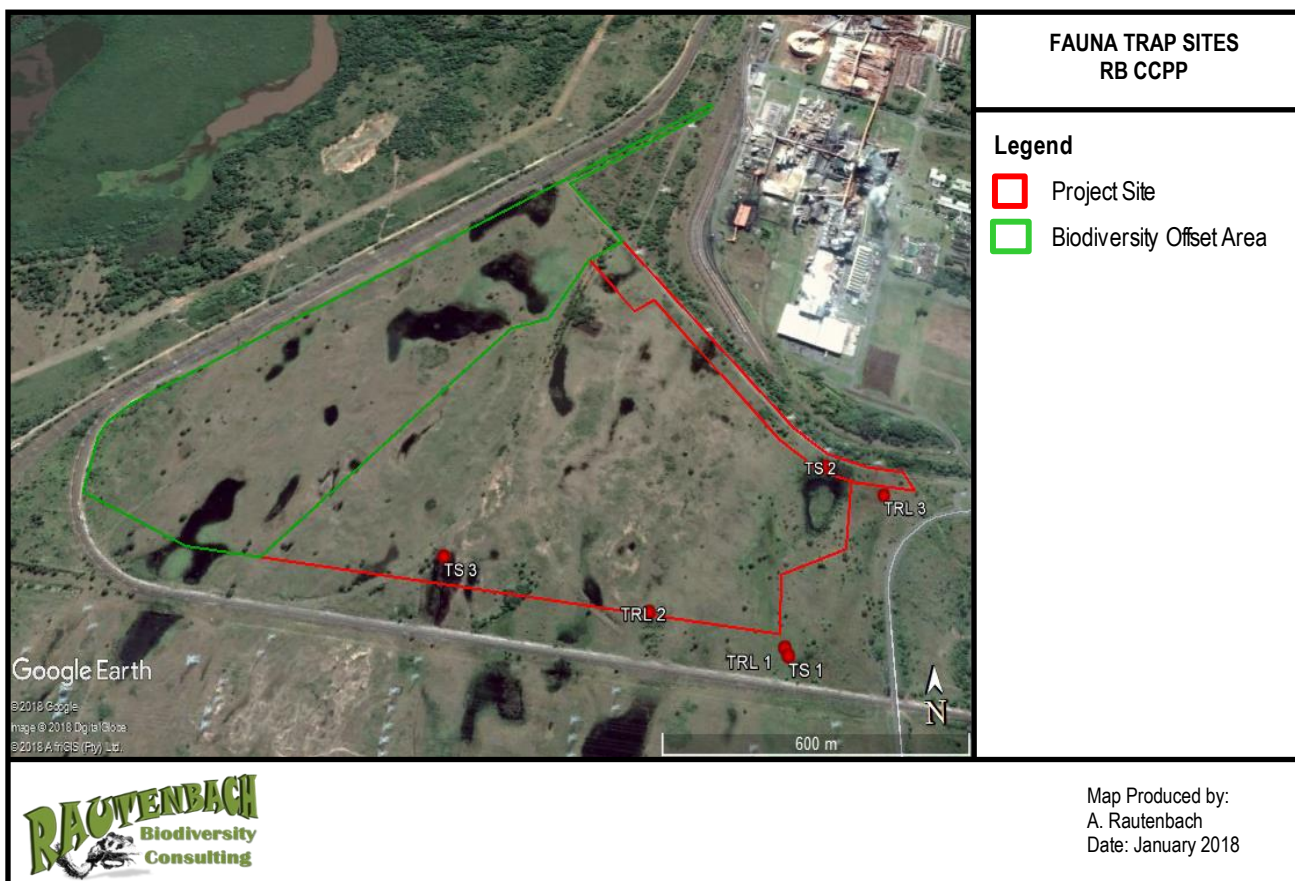 FAUNA TRAP SITES
RB CCPP
Legend
Project Site
Biodiversity Offset Area
TS 2
TRL 3
TS 3
TRL 2
TRL 1
TS 1
Google Earth
© 2018 Google
Image © 2018 DigitalGlobe
© 2018 AfriGIS (Pty) Ltd.
N
600 m
RAUTENBACH
Biodiversity
Consulting
Map Produced by:
A. Rautenbach
Date: January 2018